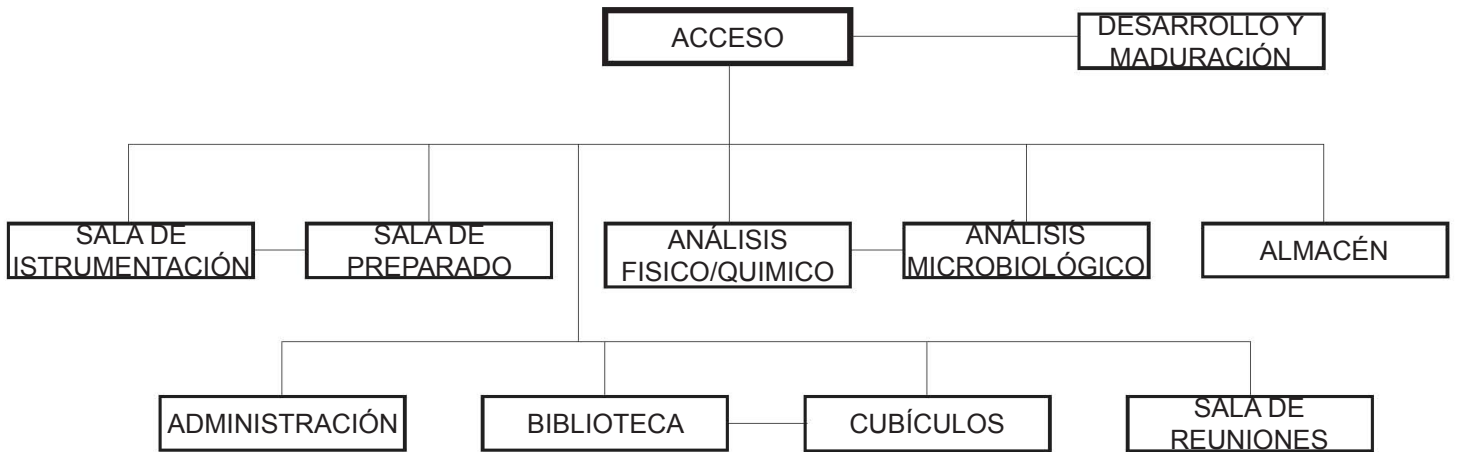 ACCESO
DESARROLLO Y
MADURACIÓN
SALA DE
ISTRUMENTACIÓN
SALA DE
PREPARADO
ANÁLISIS
FISICO/QUIMICO
ANÁLISIS
MICROBIOLÓGICO
ALMACÉN
ADMINISTRACIÓN
BIBLIOTECA
CUBÍCULOS
SALA DE
REUNIONES